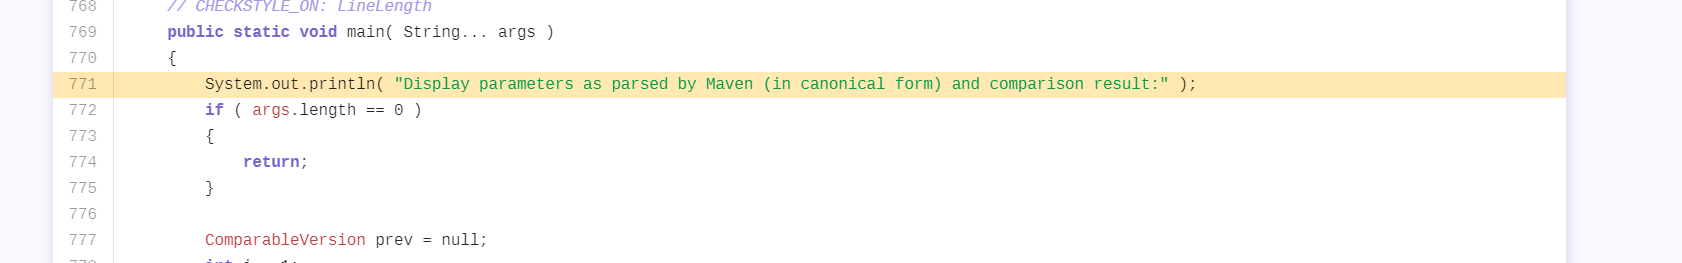 768 // CHECKSTYLE_ON: LineLength
769 public static void main( String... args )
770 {
771 System.out.println( "Display parameters as parsed by Maven (in canonical form) and comparison result:" );
772 if ( args.length == 0 )
773 {
774 return;
775 }
776
777 ComparableVersion prev = null;